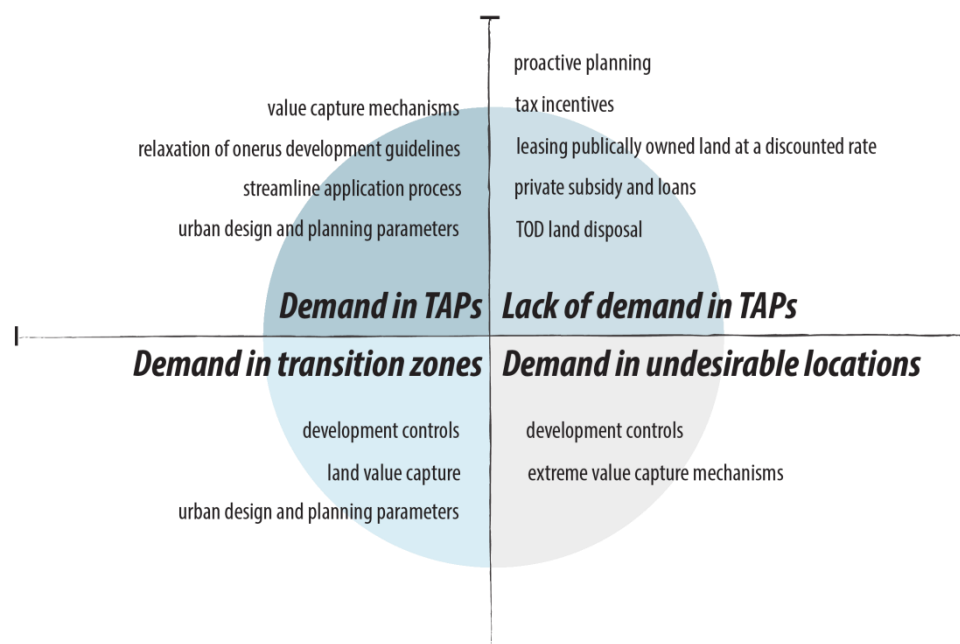 value capture mechanisms
relaxation of onerus development guidelines
streamline application process
urban design and planning parameters
Demand in TAPs
proactive planning
tax incentives
leasing publically owned land at a discounted rate
private subsidy and loans
TOD land disposal
Lack of demand in TAPs
Demand in transition zones
development controls
land value capture
urban design and planning parameters
Demand in undesirable locations
development controls
extreme value capture mechanisms